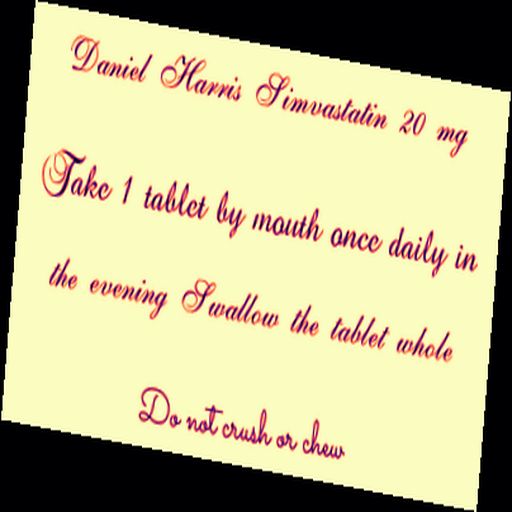 Daniel Harris Simvastatin 20 mg
Take 1 tablet by mouth once daily in
the evening Swallow the tablet whole
Do not crush or chew